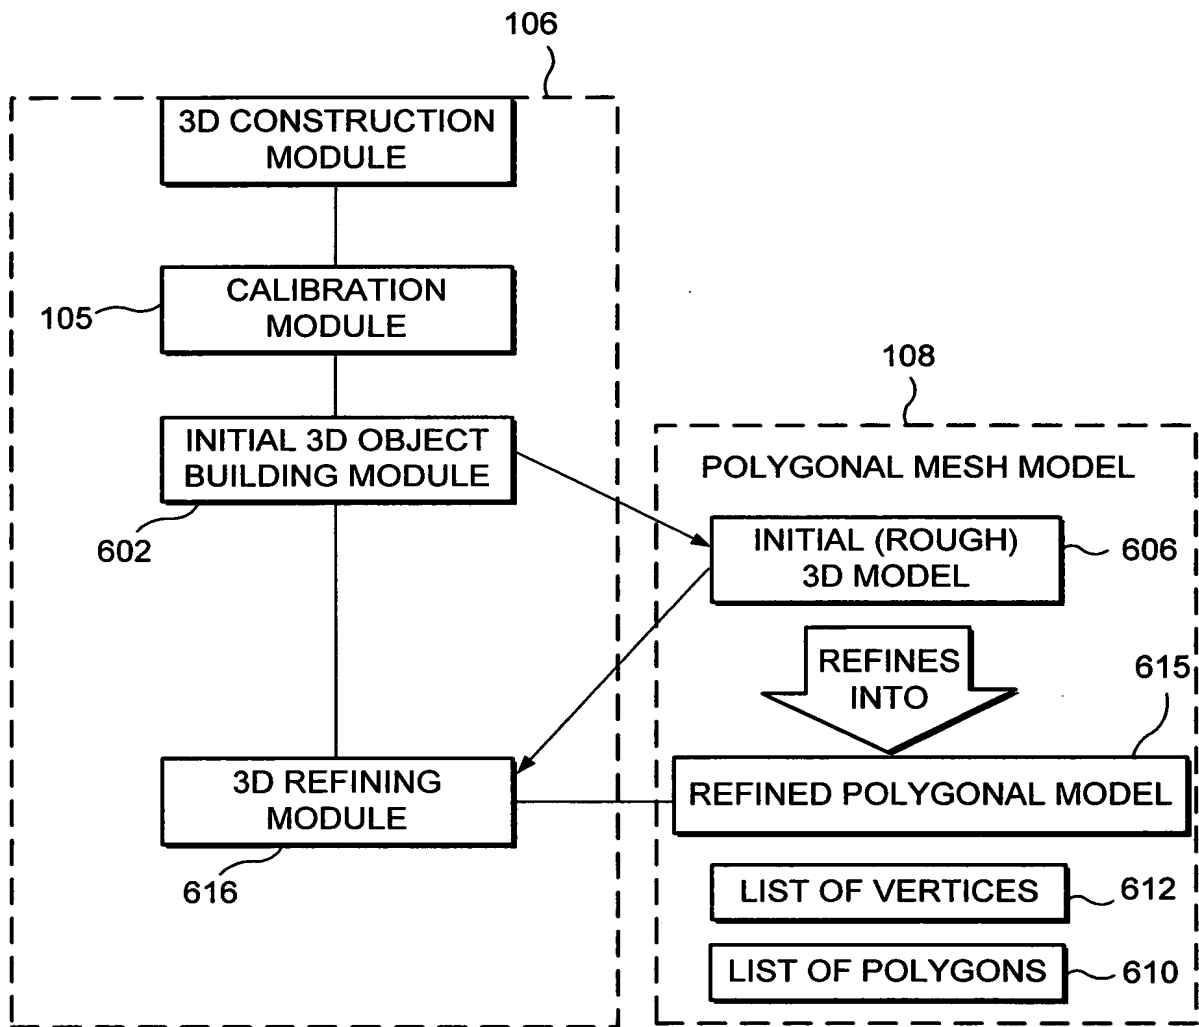 106
3D CONSTRUCTION
MODULE
CALIBRATION
MODULE
105
INITIAL 3D OBJECT
BUILDING MODULE
602
3D REFINING
MODULE
616
108
POLYGONAL MESH MODEL
INITIAL (ROUGH)
3D MODEL
606
REFINES
INTO
615
REFINED POLYGONAL MODEL
LIST OF VERTICES
612
LIST OF POLYGONS
610